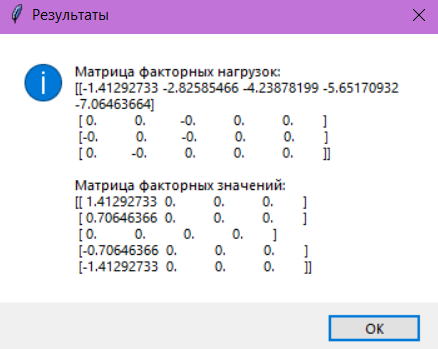 Результаты
Матрица факторных нагрузок:
[[-1.41292733 -2.82585466 -4.23878199 -5.65170932
-7.06463664]
[ 0. 0. -0. 0. 0. ]
[-0. 0. -0. 0. 0. ]
[ 0. -0. 0. 0. 0. ]]
Матрица факторных значений:
[[ 1.41292733 0. 0. 0. ]
[ 0.70646366 0. 0. 0. ]
[ 0. 0. 0. 0. ]
[-0.70646366 0. 0. 0. ]
[-1.41292733 0. 0. 0. ]]
OK